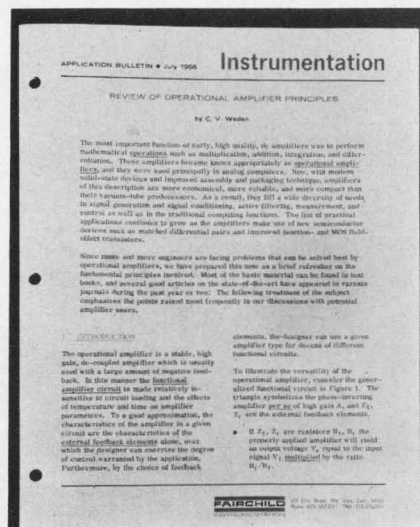 APPLICATION BULLETIN • July 1966
Instrumentation
REVIEW OF OPERATIONAL AMPLIFIER PRINCIPLES
by C. V. Weden
The most important function of early, high quality, dc amplifiers was to perform
mathematical operations such as multiplication, addition, integration, and differ-
entiation. These amplifiers became known appropriately as operational ampli-
fiers, and they were used principally in analog computers. Now, with modern
solid-state devices and improved assembly and packaging technique, amplifiers
of this description are more economical, more reliable, and more compact than
their vacuum-tube predecessors. As a result, they fill a wide diversity of needs
in signal generation and signal conditioning, active filtering, measurement, and
control as well as in the traditional computing functions. The list of practical
applications continues to grow as the amplifiers make use of new semiconductor
devices such as matched differential pairs and improved junction- and MOS field-
effect transistors.
Since more and more engineers are facing problems that can be solved best by
operational amplifiers, we have prepared this note as a brief refresher on the
fundamental principles involved. Most of the basic material can be found in text
books, and several good articles on the state-of-the-art have appeared in various
journals during the past year or two. The following treatment of the subject
emphasizes the points raised most frequently in our discussions with potential
amplifier users.
INTRODUCTION
The operational amplifier is a stable, high
gain, dc-coupled amplifier which is usually
used with a large amount of negative feed-
back. In this manner the functional
amplifier circuit is made relatively in-
sensitive to circuit loading and the effects
of temperature and time on amplifier
parameters. To a good approximation, the
characteristics of the amplifier in a given
circuit are the characteristics of the
external feedback elements alone, over
which the designer can exercise the degree
of control warranted by the application.
Furthermore, by the choice of feedback
elements, the designer can use a given
amplifier type for dozens of different
functional circuits.
To illustrate the versatility of the
operational amplifier, consider the gener-
alized functional circuit in Figure 1. The
triangle symbolizes the phase-inverting
amplifier per se of high gain A, and Z₁,
Zf are the external feedback elements.
• If Z₁, Zf are resistors R₁, Rf the
properly applied amplifier will yield
an output voltage Vo equal to the input
signal V₁ multiplied by the ratio
Rf/R₁.
FAIRCHILD